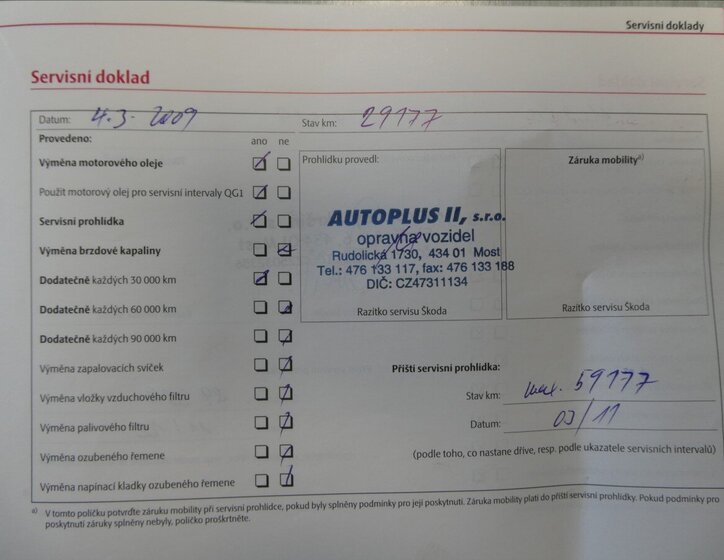 Servisní doklady
Servisní doklad
Datum: 4.3. 2009 Stav km: 29177
Provedeno: ano ne
Výměna motorového oleje
Použit motorový olej pro servisní intervaly QG1
Servisní prohlídka
Výměna brzdové kapaliny
Dodatečně každých 30 000 km
Dodatečně každých 60 000 km
Dodatečně každých 90 000 km
Výměna zapalovacích svíček
Výměna vložky vzduchového filtru
Výměna palivového filtru
Výměna ozubeného řemene
Výměna napínací kladky ozubeného řemene
Prohlídku provedl:
AUTOPLUS II, s.r.o.
opravna vozidel
Rudolická 1730, 434 01 Most
Tel.: 476 133 117, fax: 476 133 188
DIČ: CZ47311134
Razítko servisu Škoda
Záruka mobility a)
Razítko servisu Škoda
Příští servisní prohlídka:
Stav km: max. 59177
Datum: 03/11
(podle toho, co nastane dříve, resp. podle ukazatele servisních intervalů)
a) V tomto políčku potvrďte záruku mobility při servisní prohlídce, pokud byly splněny podmínky pro její poskytnutí. Záruka mobility platí do příští servisní prohlídky. Pokud podmínky pro
poskytnutí záruky splněny nebyly, políčko proškrtněte.